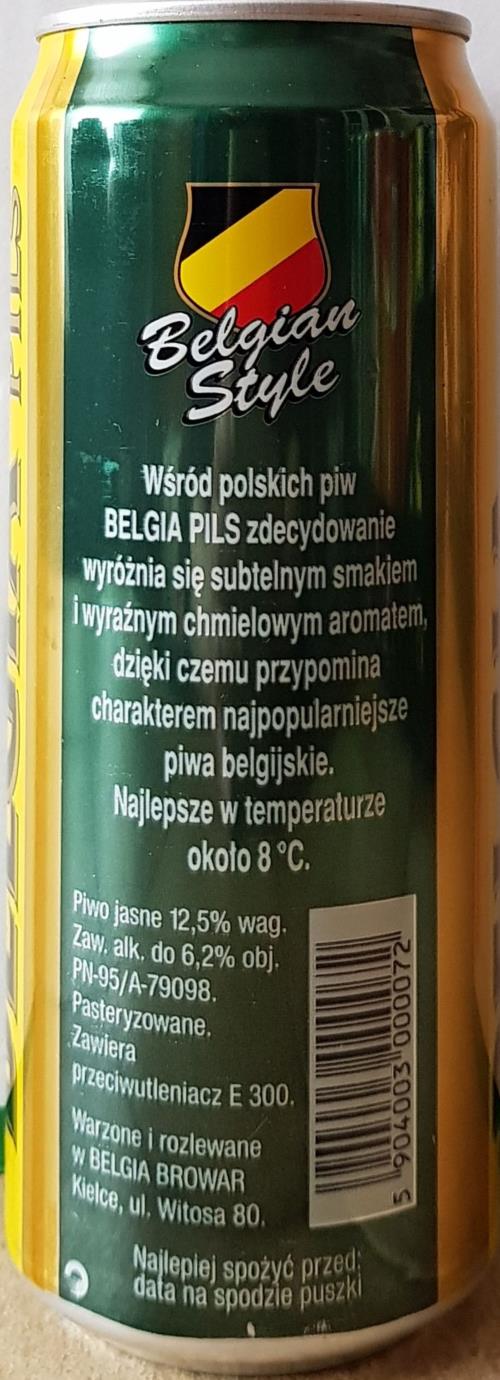 Belgian
Style
Wśród polskich piw
BELGIA PILS zdecydowanie
wyróżnia się subtelnym smakiem
i wyraźnym chmielowym aromatem,
dzięki czemu przypomina
charakterem najpopularniejsze
piwa belgijskie.
Najlepsze w temperaturze
około 8 °C.
Piwo jasne 12,5% wag.
Zaw. alk. do 6,2% obj.
PN-95/A-79098.
Pasteryzowane.
Zawiera
przeciwutleniacz E 300.
Warzone i rozlewane
w BELGIA BROWAR
Kielce, ul. Witosa 80.
5 904003 000072
Najlepiej spożyć przed:
data na spodzie puszki